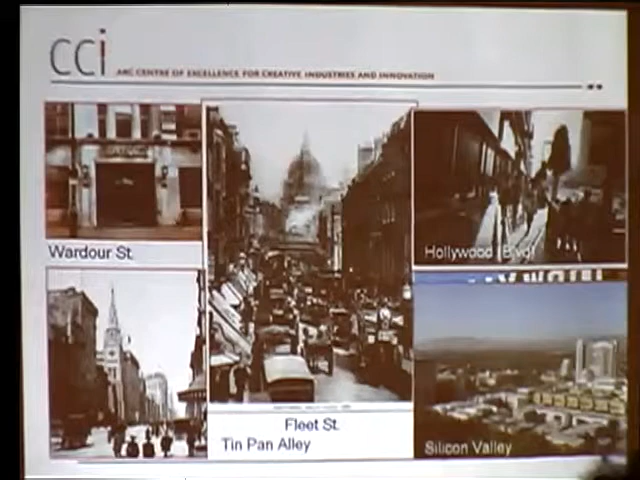 cci
ARC CENTRE OF EXCELLENCE FOR CREATIVE INDUSTRIES AND INNOVATION
Wardour St.
Hollywood (Blvd)
Fleet St.
Tin Pan Alley
Silicon Valley